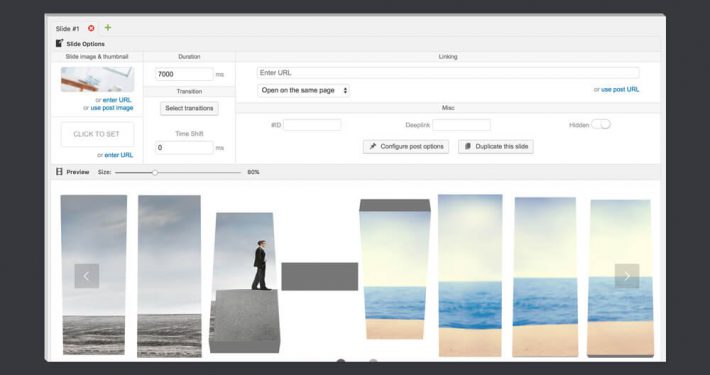 Slide #1
Slide Options
Slide image & thumbnail
Duration
Linking
7000 ms
Enter URL
or enter URL
or use post image
Transition
Open on the same page
or use post URL
Select transitions
Misc
CLICK TO SET
#ID
Deeplink
Hidden
Time Shift
0 ms
Configure post options
Duplicate this slide
or enter URL
Preview Size: 80%